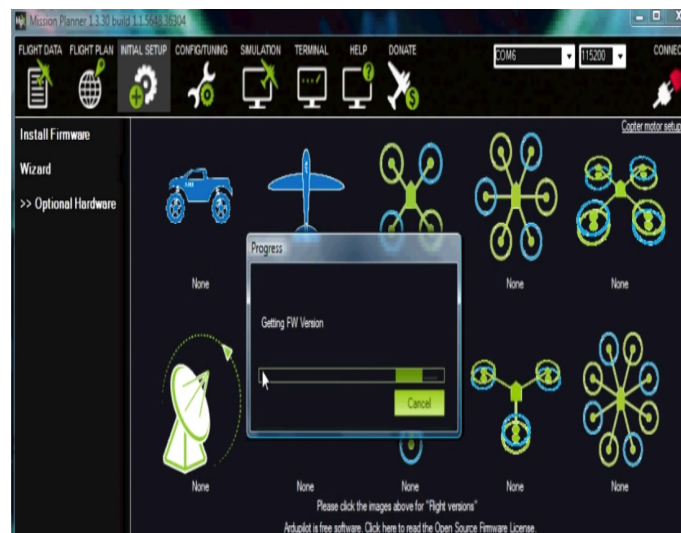 Mission Planner 1.3.30 build 1.1.5648.36304
FLIGHT DATA FLIGHT PLAN INITIAL SETUP CONFIG/TUNING SIMULATION TERMINAL HELP DONATE
COM6 115200 CONNEC
Install Firmware
Copter motor setup
Wizard
>> Optional Hardware
Progress
None
None
None
Getting FW Version
Cancel
None
None
None
None
None
Please click the images above for "Flight versions"
Ardupilot is free software. Click here to read the Open Source Firmware License.